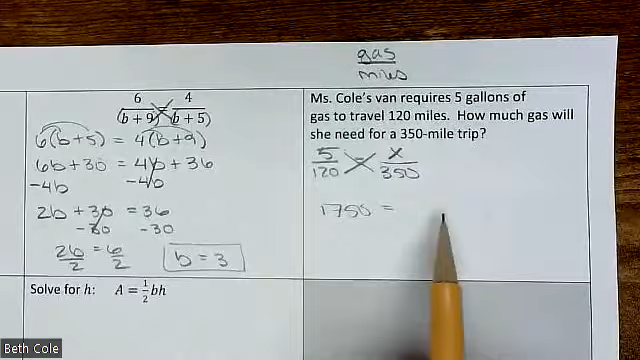 gas
miles
6 4
(b + 9) = (b + 5)
6(b+5) = 4(b+9)
6b+30 = 4b+36
-4b -4b
2b + 30 = 36
-30 -30
2b = 6
2 2
b = 3
Ms. Cole's van requires 5 gallons of
gas to travel 120 miles. How much gas will
she need for a 350-mile trip?
5 = x
120 350
1750 =
Solve for h: A = 1/2 bh
Beth Cole